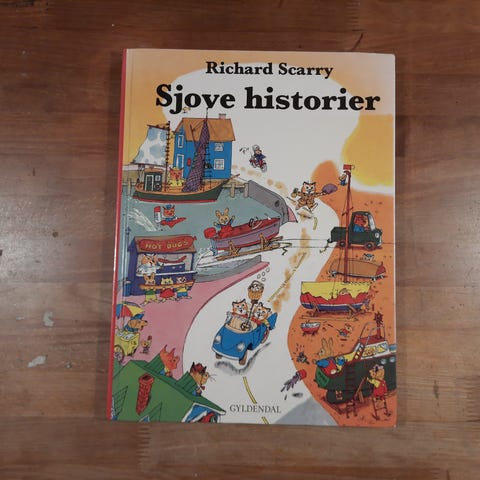 Richard Scarry
Sjove historier
HOT DOGS
GYLDENDAL